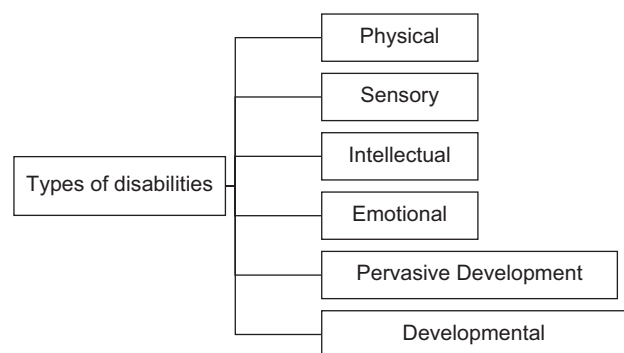 Physical
Sensory
Intellectual
Types of disabilities
Emotional
Pervasive Development
Developmental